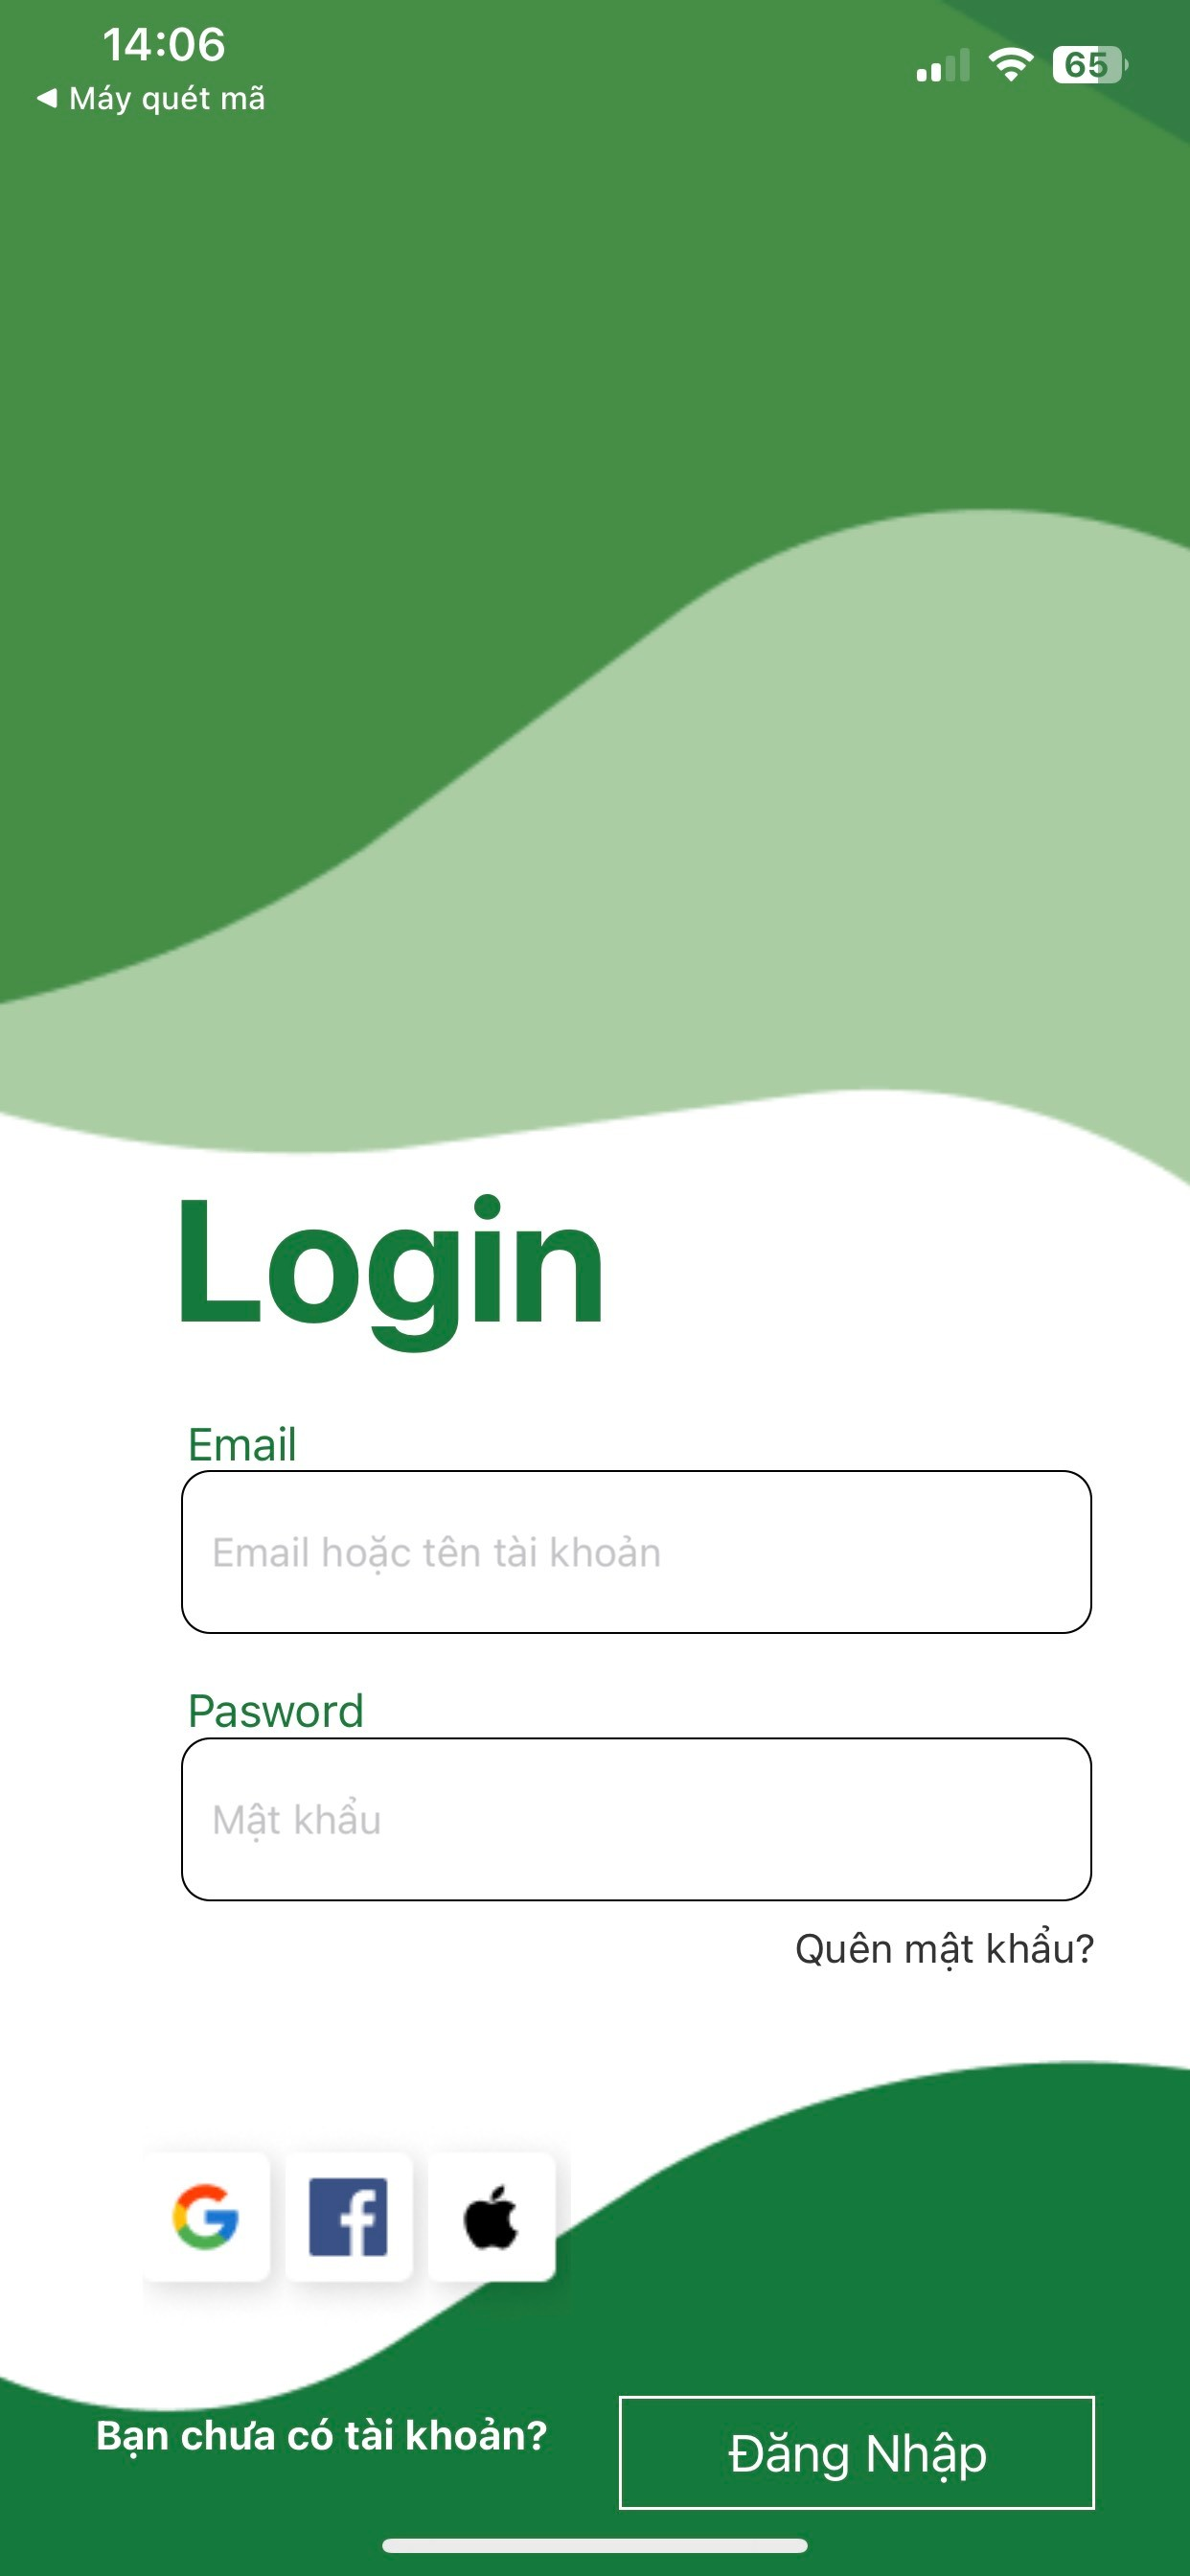 14:06
65
◀ Máy quét mã
Login
Email
Email hoặc tên tài khoản
Pasword
Mật khẩu
Quên mật khẩu?
Bạn chưa có tài khoản?
Đăng Nhập